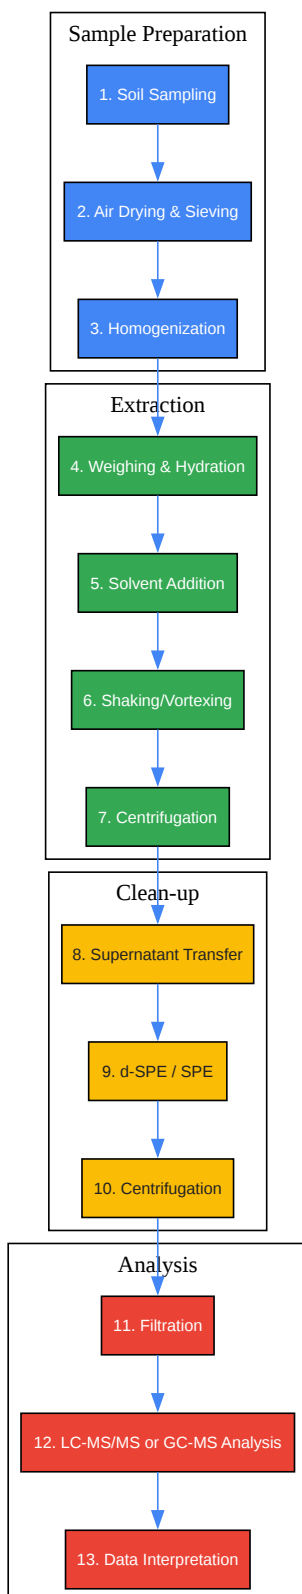 Sample Preparation
1. Soil Sampling
2. Air Drying & Sieving
3. Homogenization
Extraction
4. Weighing & Hydration
5. Solvent Addition
6. Shaking/Vortexing
7. Centrifugation
Clean-up
8. Supernatant Transfer
9. d-SPE / SPE
10. Centrifugation
Analysis
11. Filtration
12. LC-MS/MS or GC-MS Analysis
13. Data Interpretation